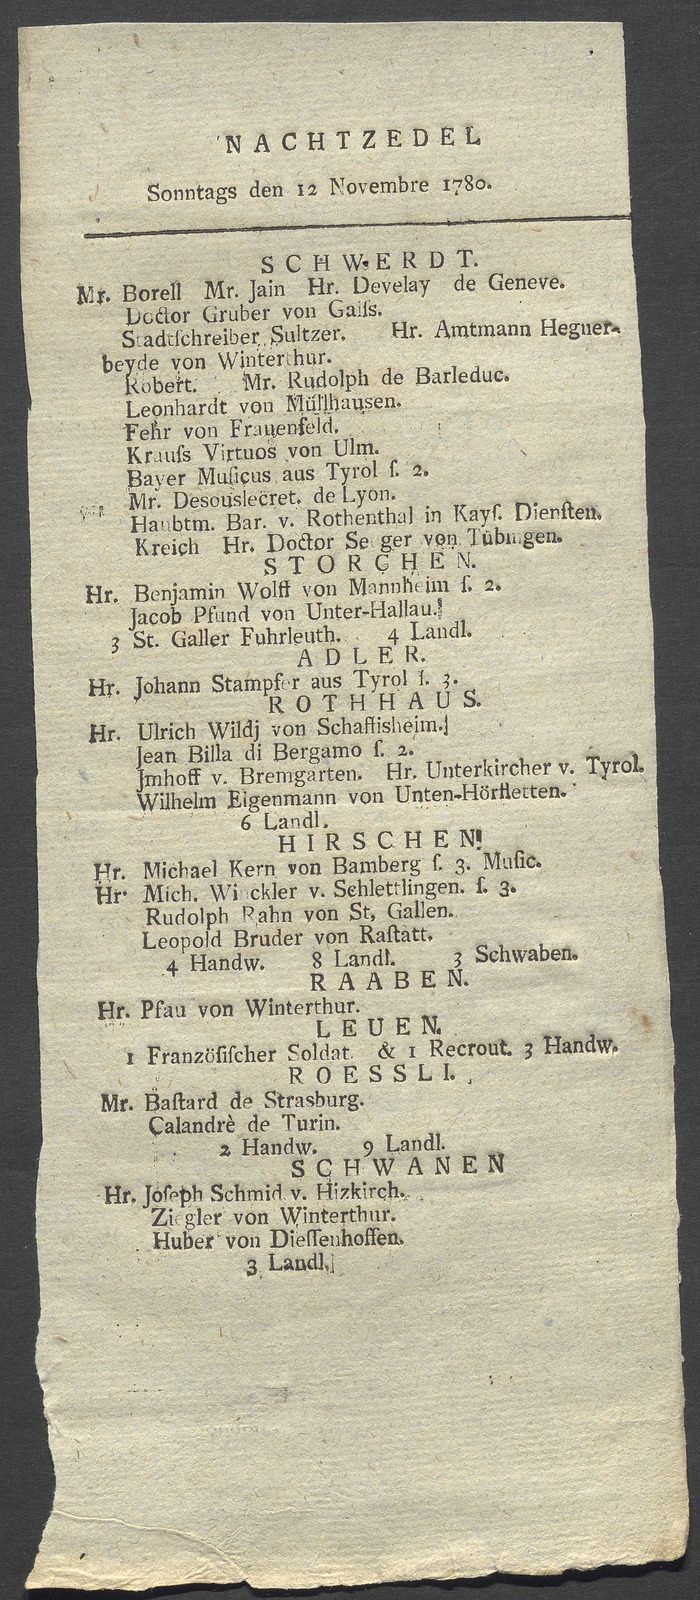 NACHTZEDEL
Sonntags den 12 Novembre 1780.
SCHWERDT.
Mr. Borell Mr. Jain Hr. Develay de Geneve.
Doctor Gruber von Gaiſs.
Stadtſchreiber Sultzer. Hr. Amtmann Hegner-
beyde von Winterthur.
Robert. Mr. Rudolph de Barleduc.
Leonhardt von Müllhausen.
Fehr von Frauenfeld.
Krauſs Virtuos von Ulm.
Bayer Muſicus aus Tyrol ſ. 2.
Mr. Desouslecret. de Lyon.
Haubtm. Bar. v. Rothenthal in Kayſ. Dienſten.
Kreich Hr. Doctor Seeger von Tübingen.
STORCHEN.
Hr. Benjamin Wolff von Mannheim ſ. 2.
Jacob Pfund von Unter-Hallau.
3 St. Galler Fuhrleuth. 4 Landl.
ADLER.
Hr. Johann Stampfer aus Tyrol ſ. 3.
ROTHHAUS.
Hr. Ulrich Wildj von Schaffisheim.
Jean Billa di Bergamo ſ. 2.
Jmhoff v. Bremgarten. Hr. Unterkircher v. Tyrol.
Wilhelm Eigenmann von Unten-Hörſtetten.
6 Landl.
HIRSCHEN!
Hr. Michael Kern von Bamberg ſ. 3. Muſic.
Hr. Mich. Winckler v. Schlettlingen. ſ. 3.
Rudolph Rahn von St, Gallen.
Leopold Bruder von Raſtatt.
4 Handw. 8 Landl. 3 Schwaben.
RAABEN.
Hr. Pfau von Winterthur.
LEUEN.
1 Französiſcher Soldat. & 1 Recrout. 3 Handw.
ROESSLI.
Mr. Baſtard de Strasburg.
Calandrè de Turin.
2 Handw. 9 Landl.
SCHWANEN
Hr. Joſeph Schmid v. Hizkirch.
Ziegler von Winterthur.
Huber von Dieſſenhoffen.
3 Landl.